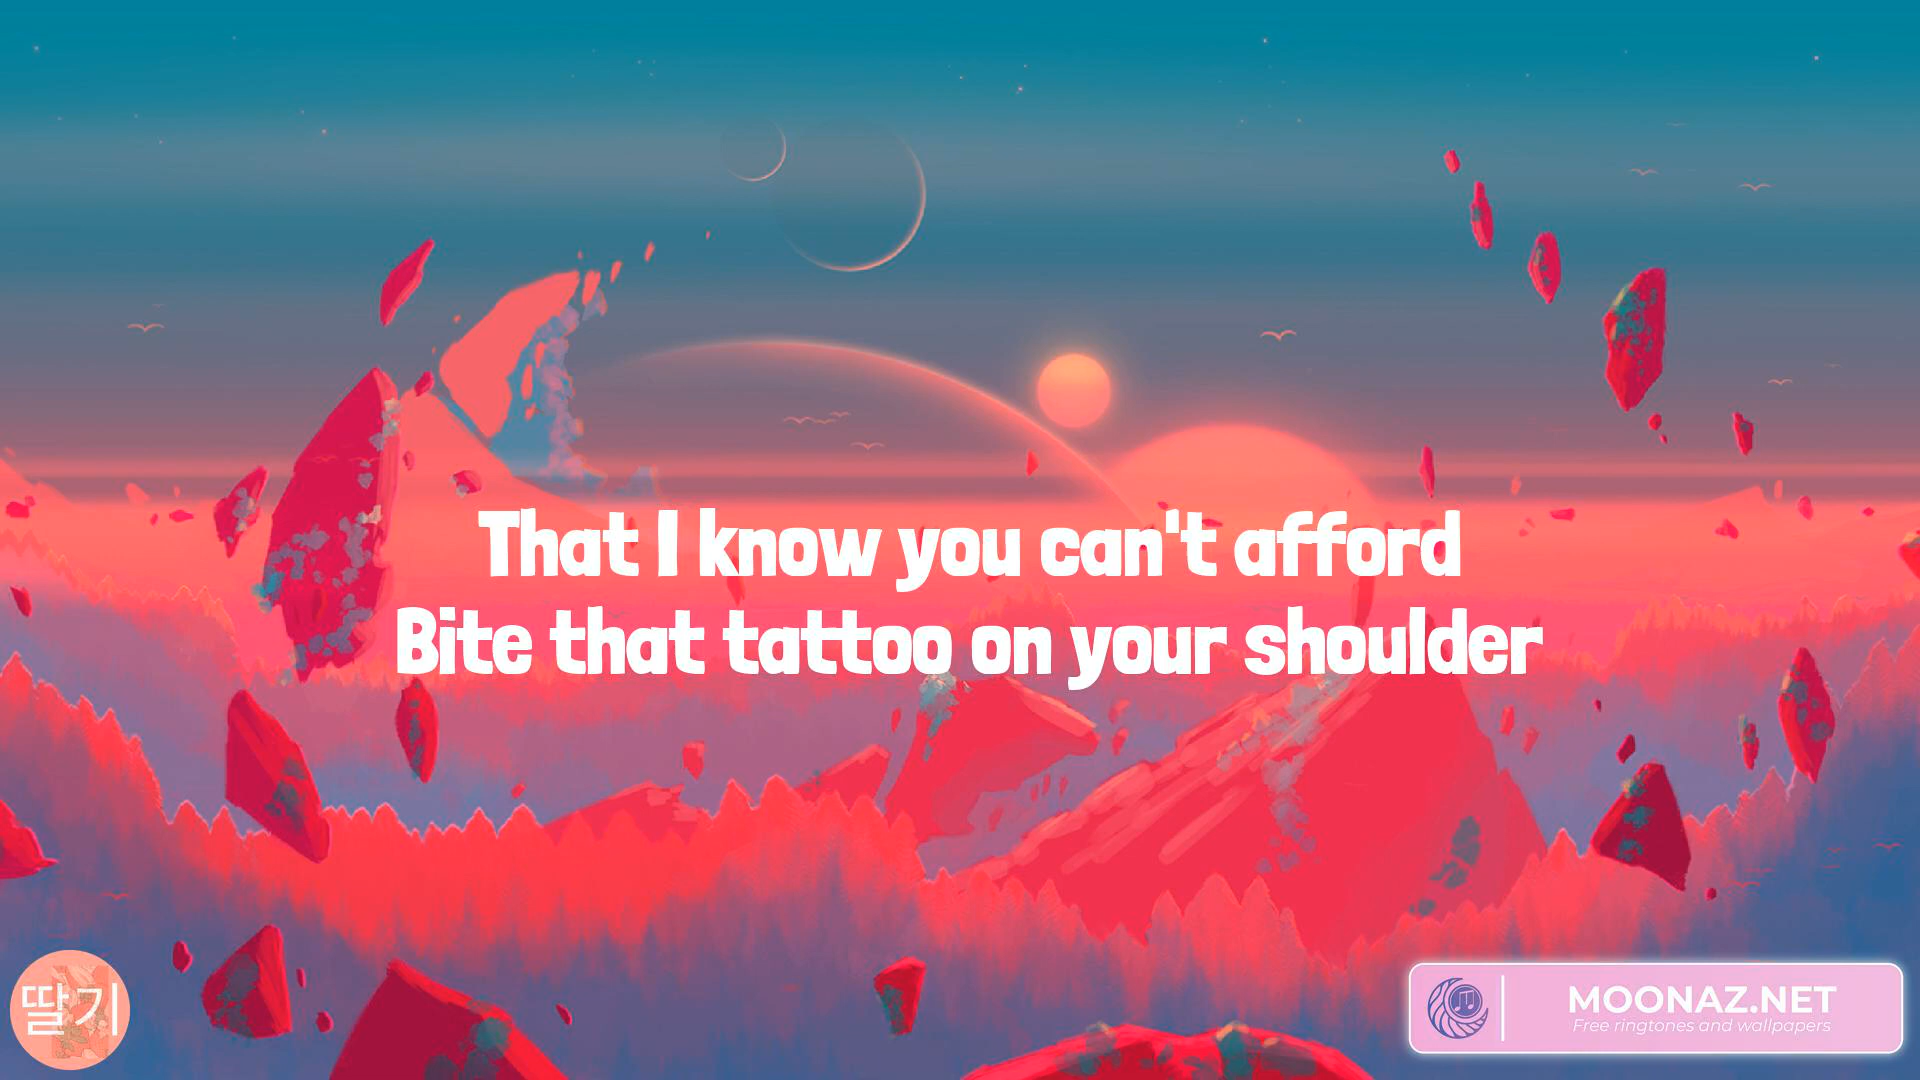 That I know you can't afford
Bite that tattoo on your shoulder
딸기
MOONAZ.NET
Free ringtones and wallpapers